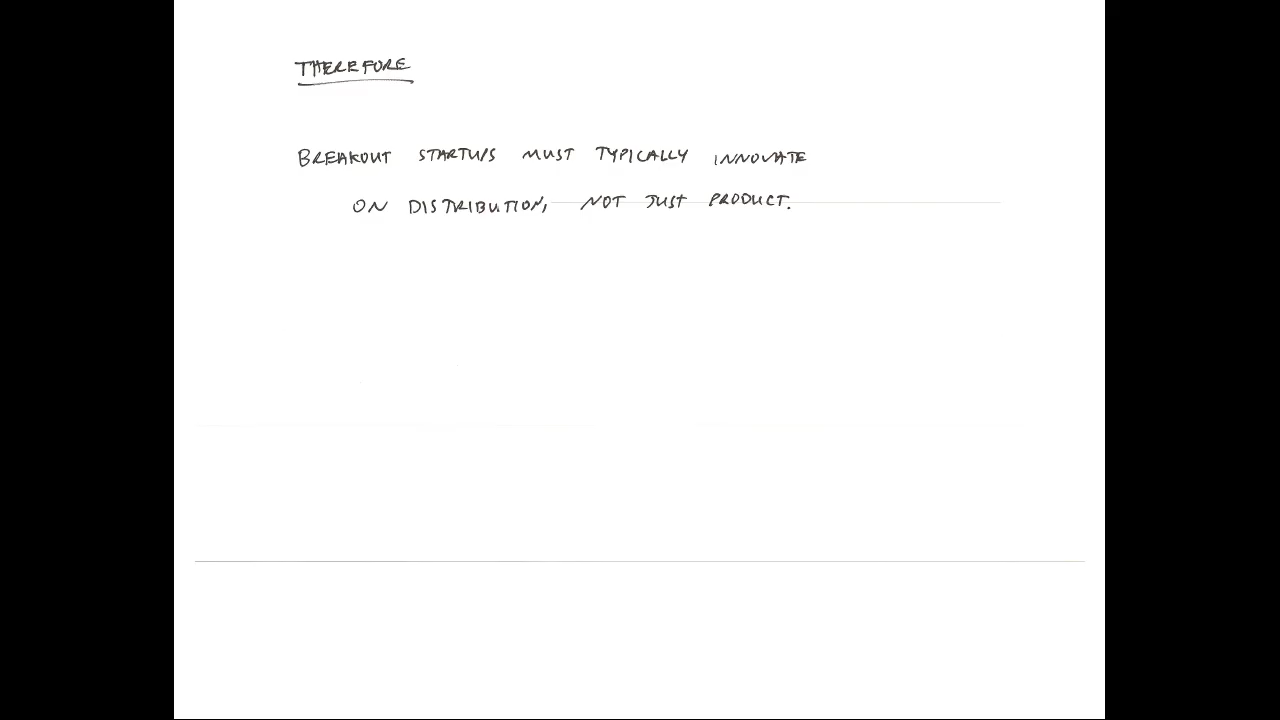 THEREFORE
BREAKOUT STARTUPS MUST TYPICALLY INNOVATE
ON DISTRIBUTION, NOT JUST PRODUCT.